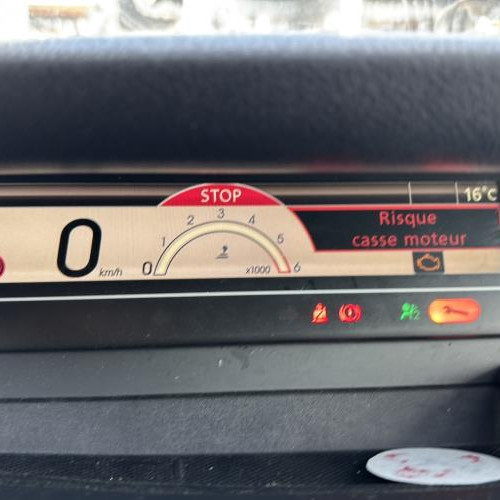 STOP
16°C
Risque
casse moteur
0 km/h
0 1 2 3 4 5 6
x1000